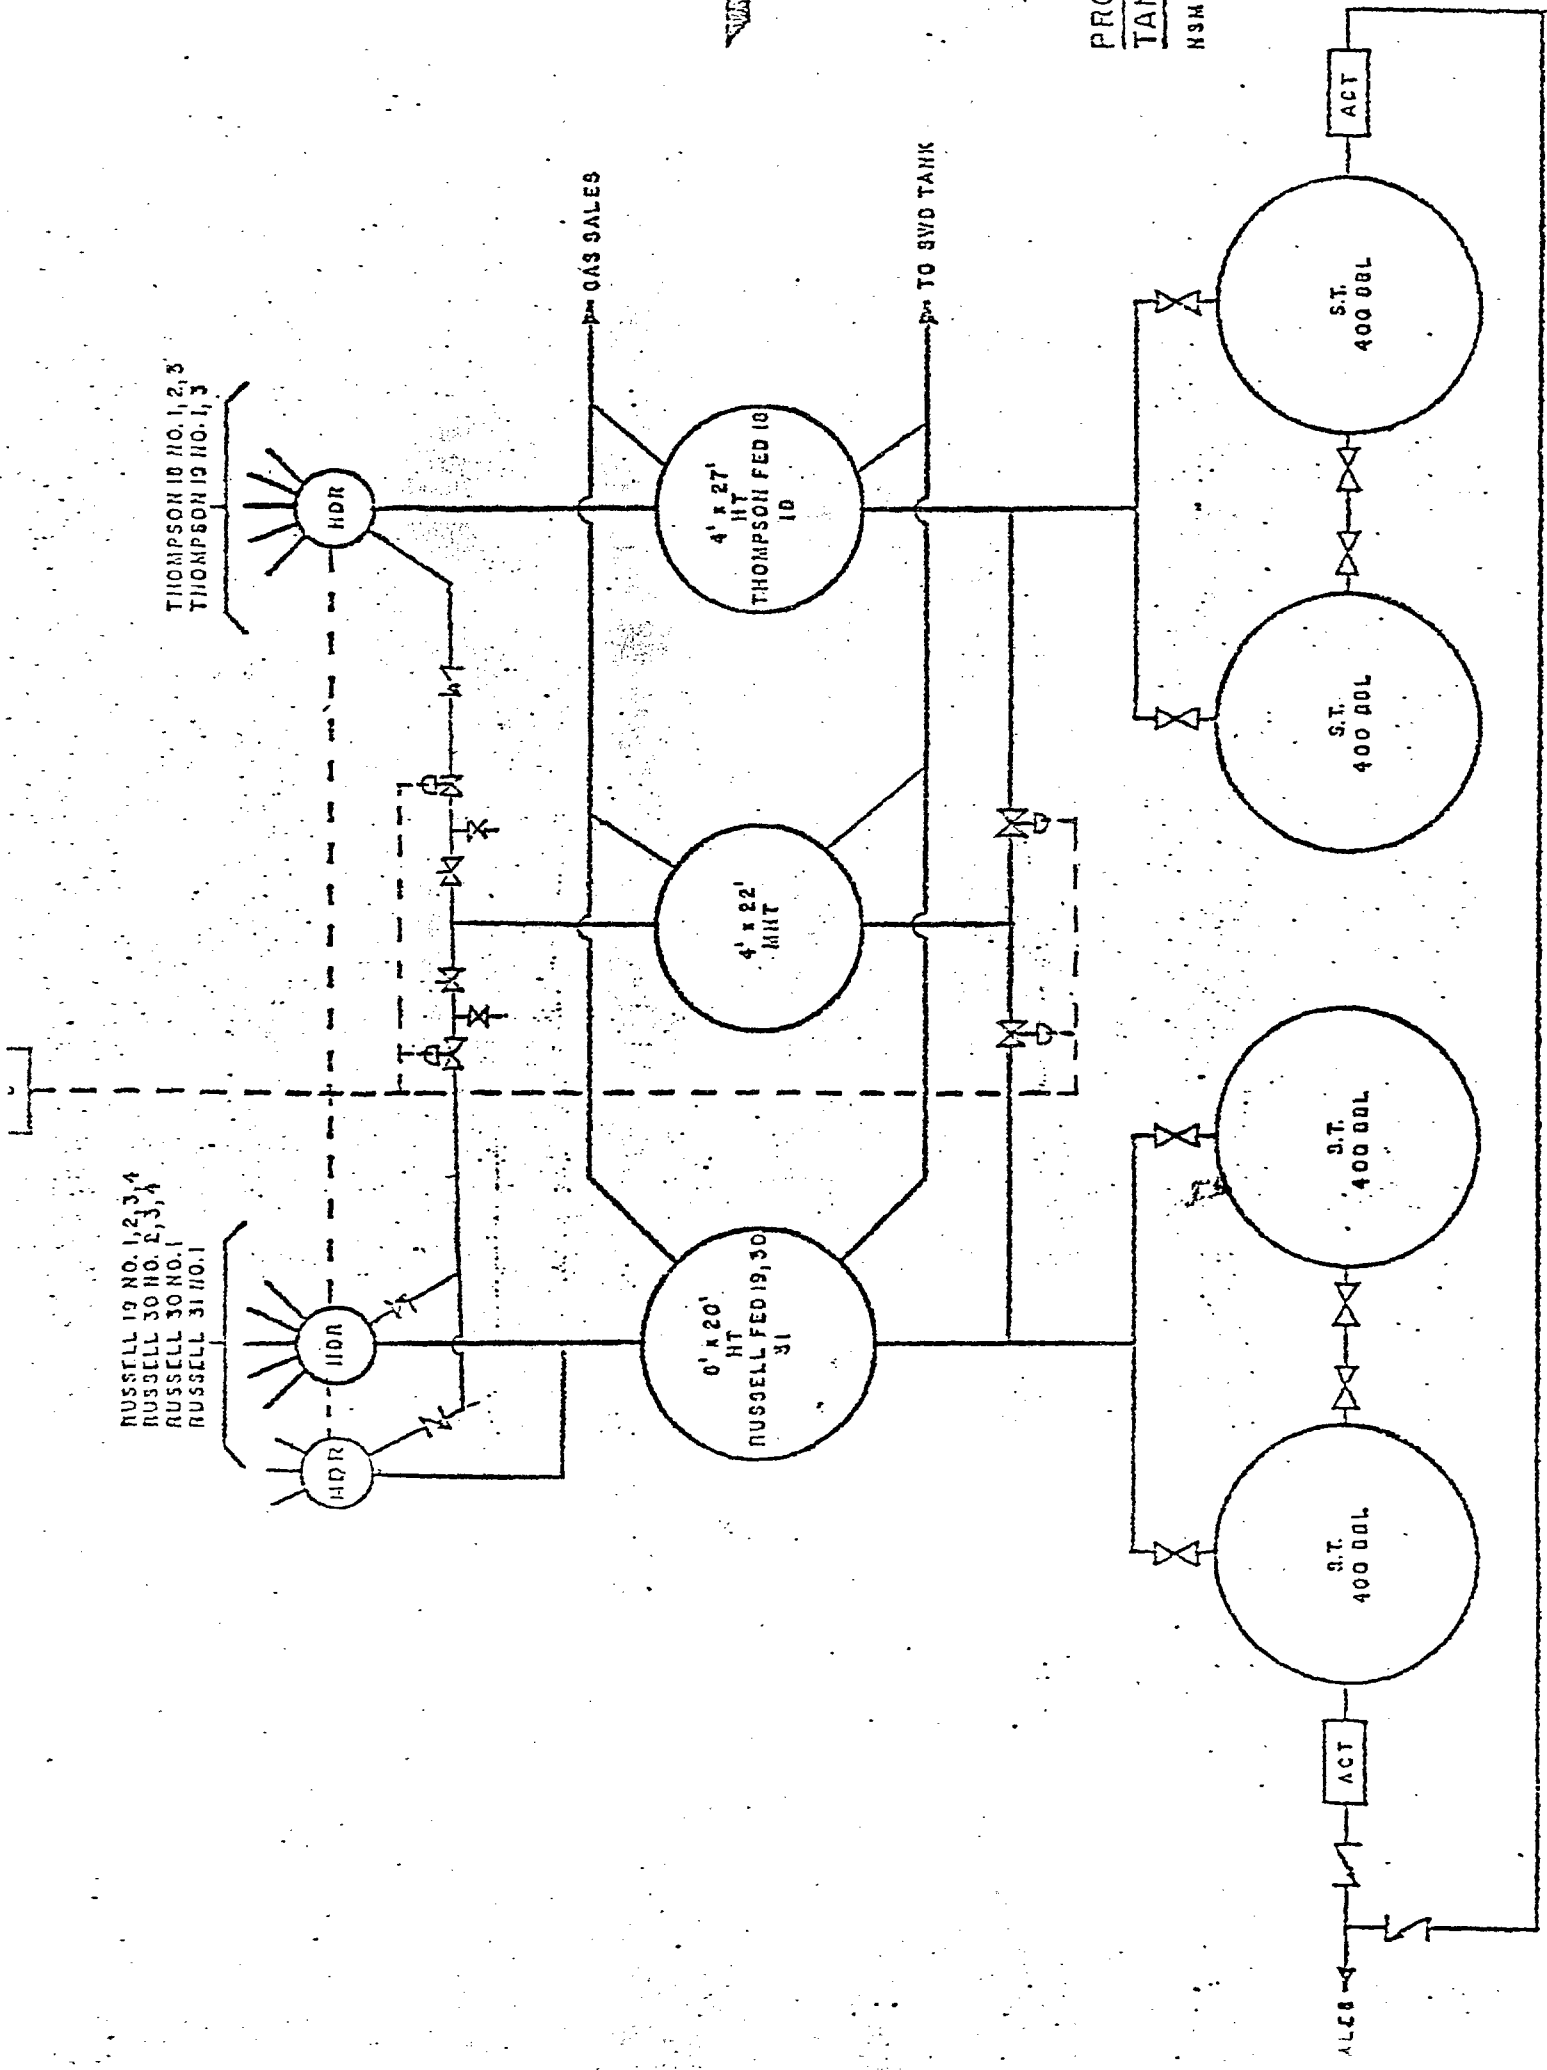 PRO
TAN
NSM
THOMPSON 18 NO. 1, 2, 3
THOMPSON 19 NO. 1, 3
HDR
RUSSELL 19 NO. 1,2,3,4
RUSSELL 30 NO. 2,3,4
RUSSELL 30 NO. 1
RUSSELL 31 NO. 1
HDR
HDR
GAS SALES
TO SWD TANK
4' x 27'
HT
THOMPSON FED 18
4' x 22'
MHT
HT
RUSSELL FED 19,30
31
S.T.
400 BBL
S.T.
400 BBL
S.T.
400 BBL
S.T.
400 BBL
ACT
ACT
ALES